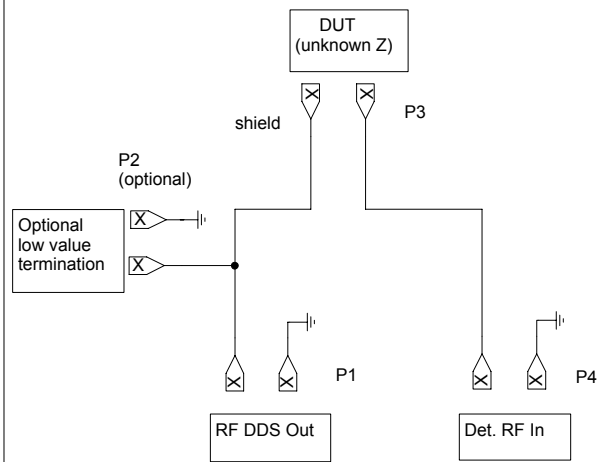 DUT
(unknown Z)
shield
P3
P2
(optional)
Optional
low value
termination
X
X
X
X
P1
P4
X
X
X
X
RF DDS Out
Det. RF In